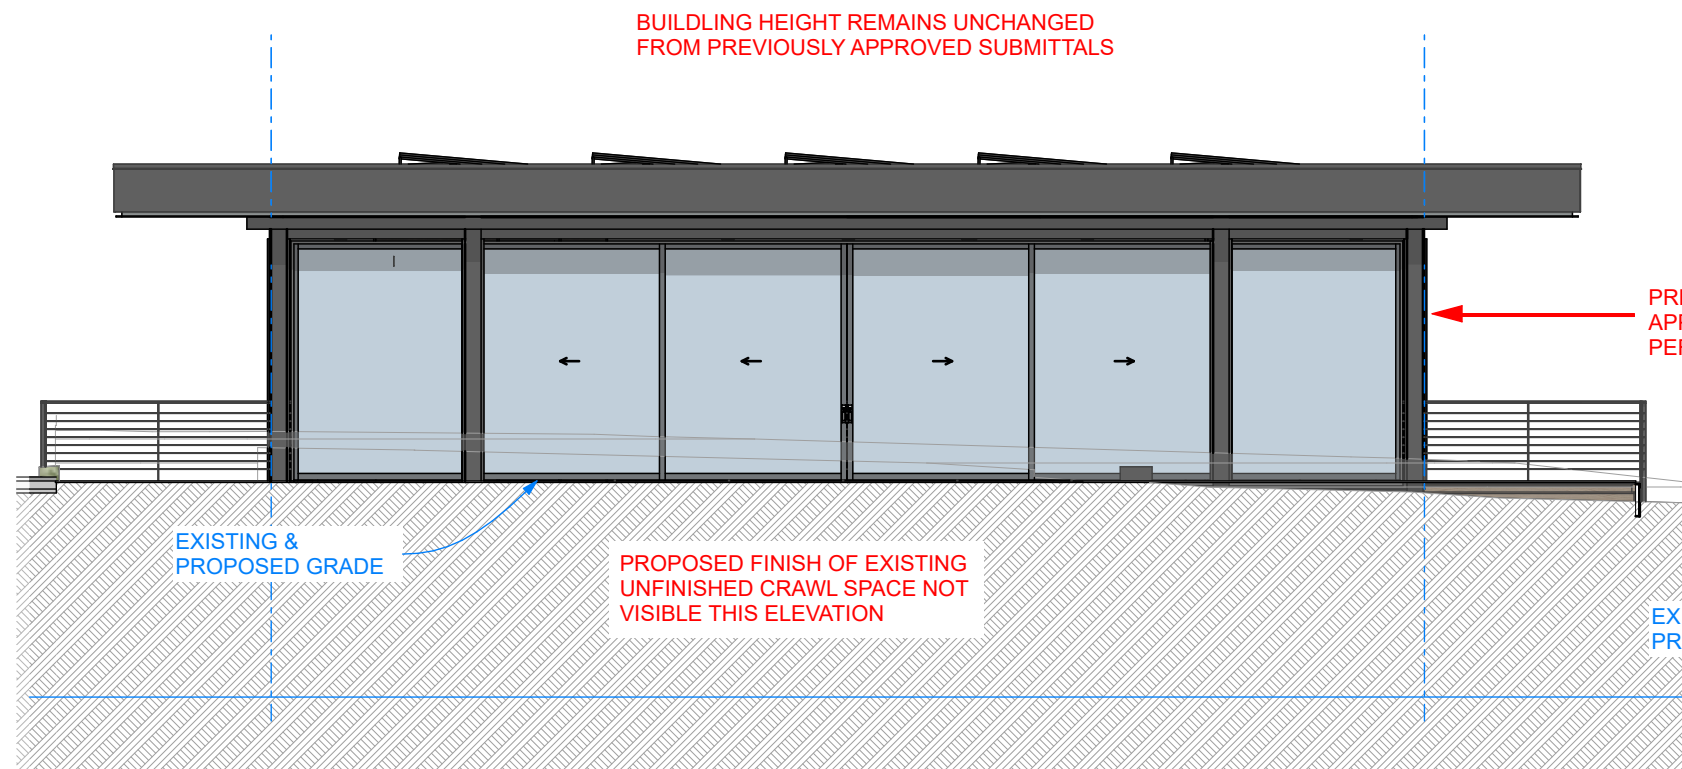 BUILDLING HEIGHT REMAINS UNCHANGED
FROM PREVIOUSLY APPROVED SUBMITTALS
EXISTING &
PROPOSED GRADE
PROPOSED FINISH OF EXISTING
UNFINISHED CRAWL SPACE NOT
VISIBLE THIS ELEVATION